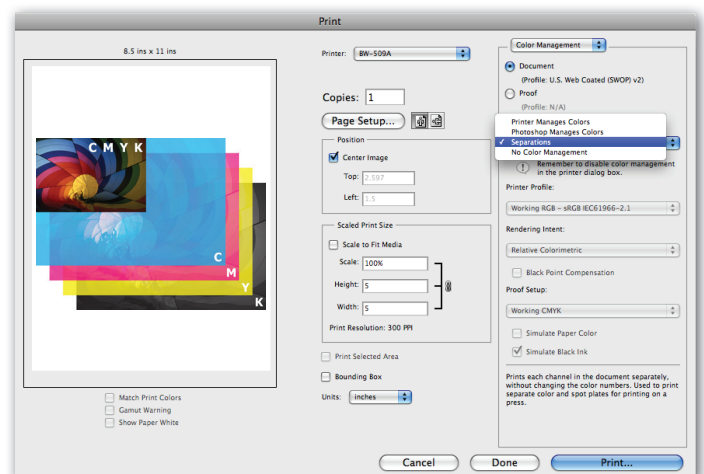 Print
8.5 ins x 11 ins
C M Y K
C
M
Y
K
Match Print Colors
Gamut Warning
Show Paper White
Printer: BW-509A
Copies: 1
Page Setup...
Position
Center Image
Top: 2.597
Left: 1.5
Scaled Print Size
Scale to Fit Media
Scale: 100%
Height: 5
Width: 5
Print Resolution: 300 PPI
Print Selected Area
Bounding Box
Units: inches
Color Management
Document
(Profile: U.S. Web Coated (SWOP) v2)
Proof
(Profile: N/A)
Printer Manages Colors
Photoshop Manages Colors
✓ Separations
No Color Management
Remember to disable color management
in the printer dialog box.
Printer Profile:
Working RGB - sRGB IEC61966-2.1
Rendering Intent:
Relative Colorimetric
Black Point Compensation
Proof Setup:
Working CMYK
Simulate Paper Color
Simulate Black Ink
Prints each channel in the document separately,
without changing the color numbers. Used to print
separate color and spot plates for printing on a
press.
Cancel
Done
Print...